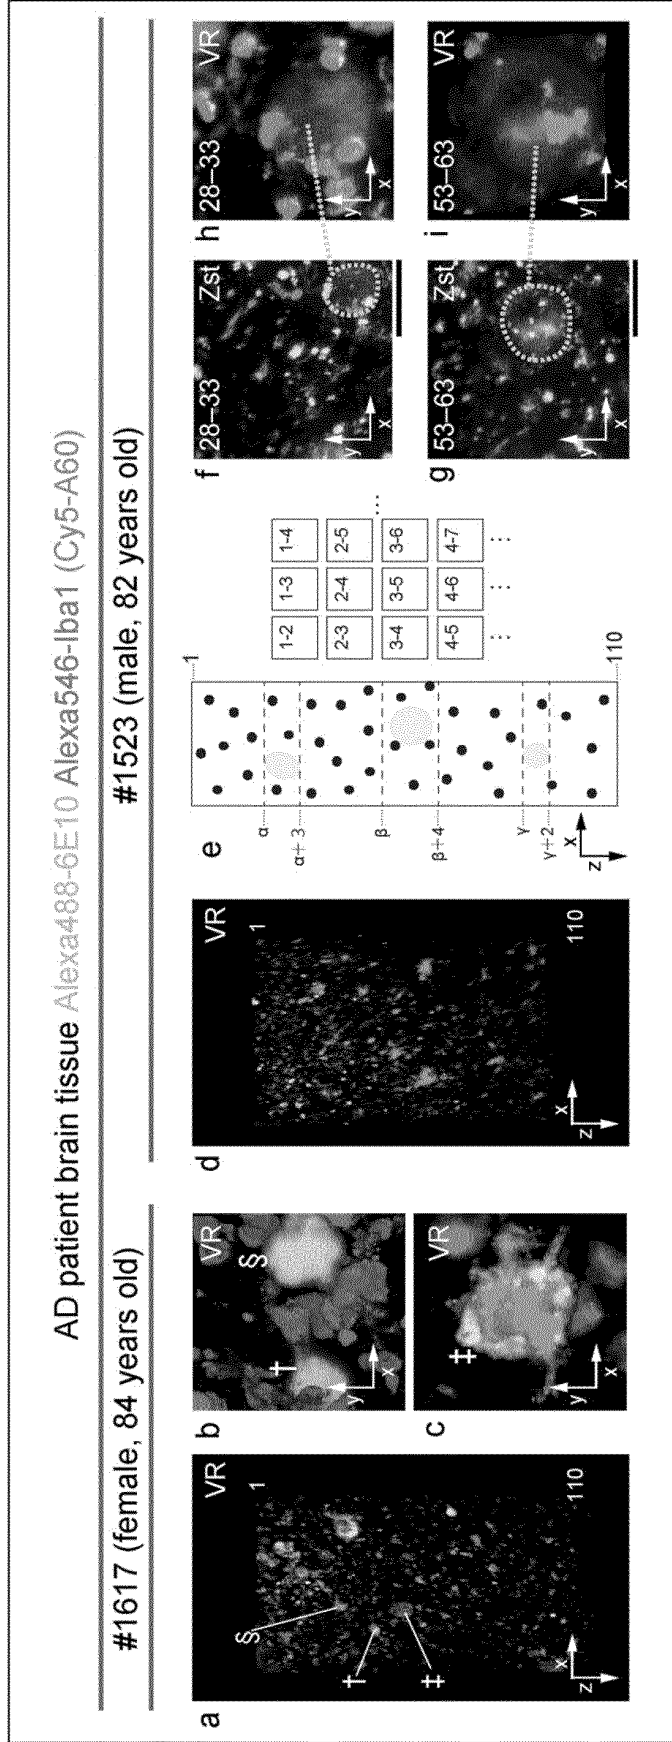 AD patient brain tissue Alexa488-6E10 Alexa546-Iba1 (Cy5-A60)
#1617 (female, 84 years old)
#1523 (male, 82 years old)
a
VR
1
110
§
†
‡
x
z
b
VR
†
§
y
x
c
VR
‡
y
x
d
VR
1
110
x
z
e
α
α+3
β
β+4
γ
γ+2
1
110
x
z
1-2 1-3 1-4
2-3 2-4 2-5
3-4 3-5 3-6 …
4-5 4-6 4-7
⋮ ⋮ ⋮
f
28–33 Zst
y
x
g
53–63 Zst
y
x
h
28–33 VR
y
x
i
53–63 VR
y
x